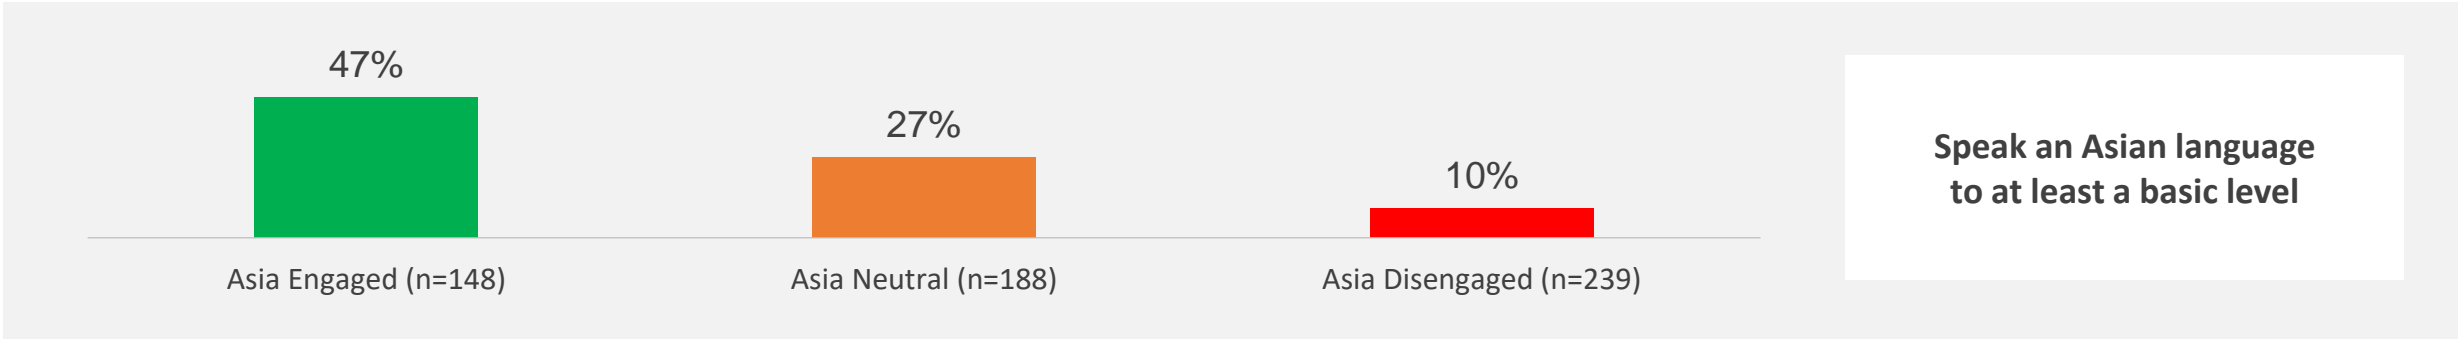 47%
27%
10%
Asia Engaged (n=148)
Asia Neutral (n=188)
Asia Disengaged (n=239)
Speak an Asian language
to at least a basic level